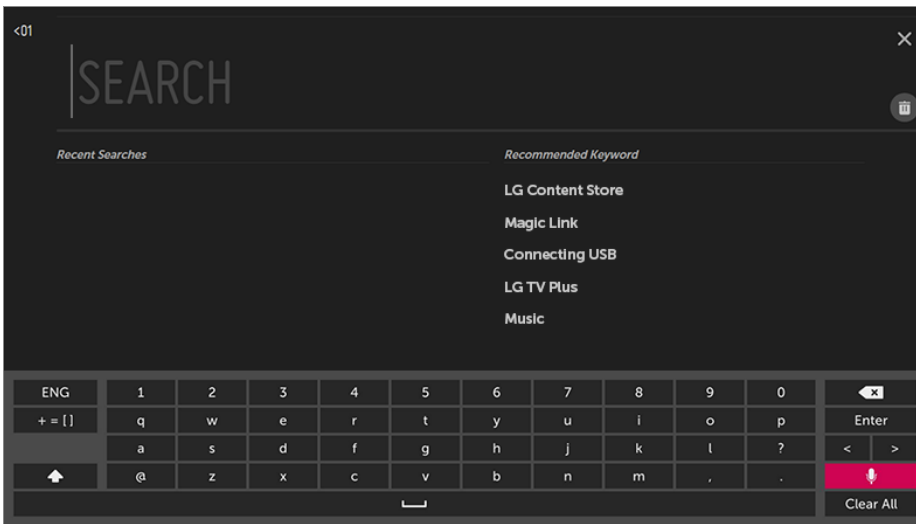 <01
SEARCH
Recent Searches
Recommended Keyword
LG Content Store
Magic Link
Connecting USB
LG TV Plus
Music
ENG 1 2 3 4 5 6 7 8 9 0
+ = [ ] q w e r t y u i o p Enter
a s d f g h j k l ? < >
@ z x c v b n m , .
Clear All